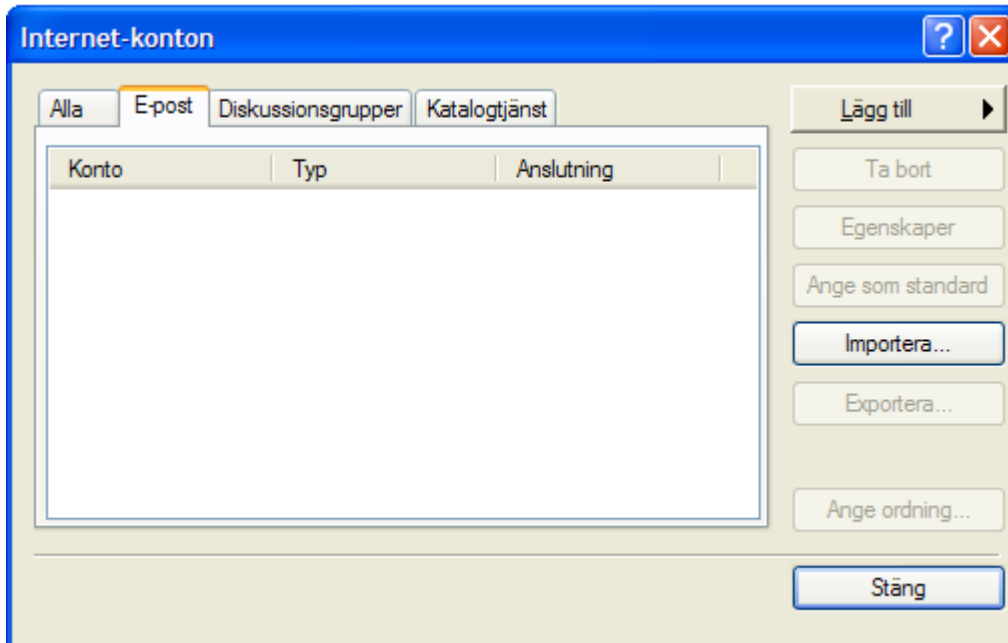 Internet-konton
Alla E-post Diskussionsgrupper Katalogtjänst
Konto Typ Anslutning
Lägg till
Ta bort
Egenskaper
Ange som standard
Importera...
Exportera...
Ange ordning...
Stäng